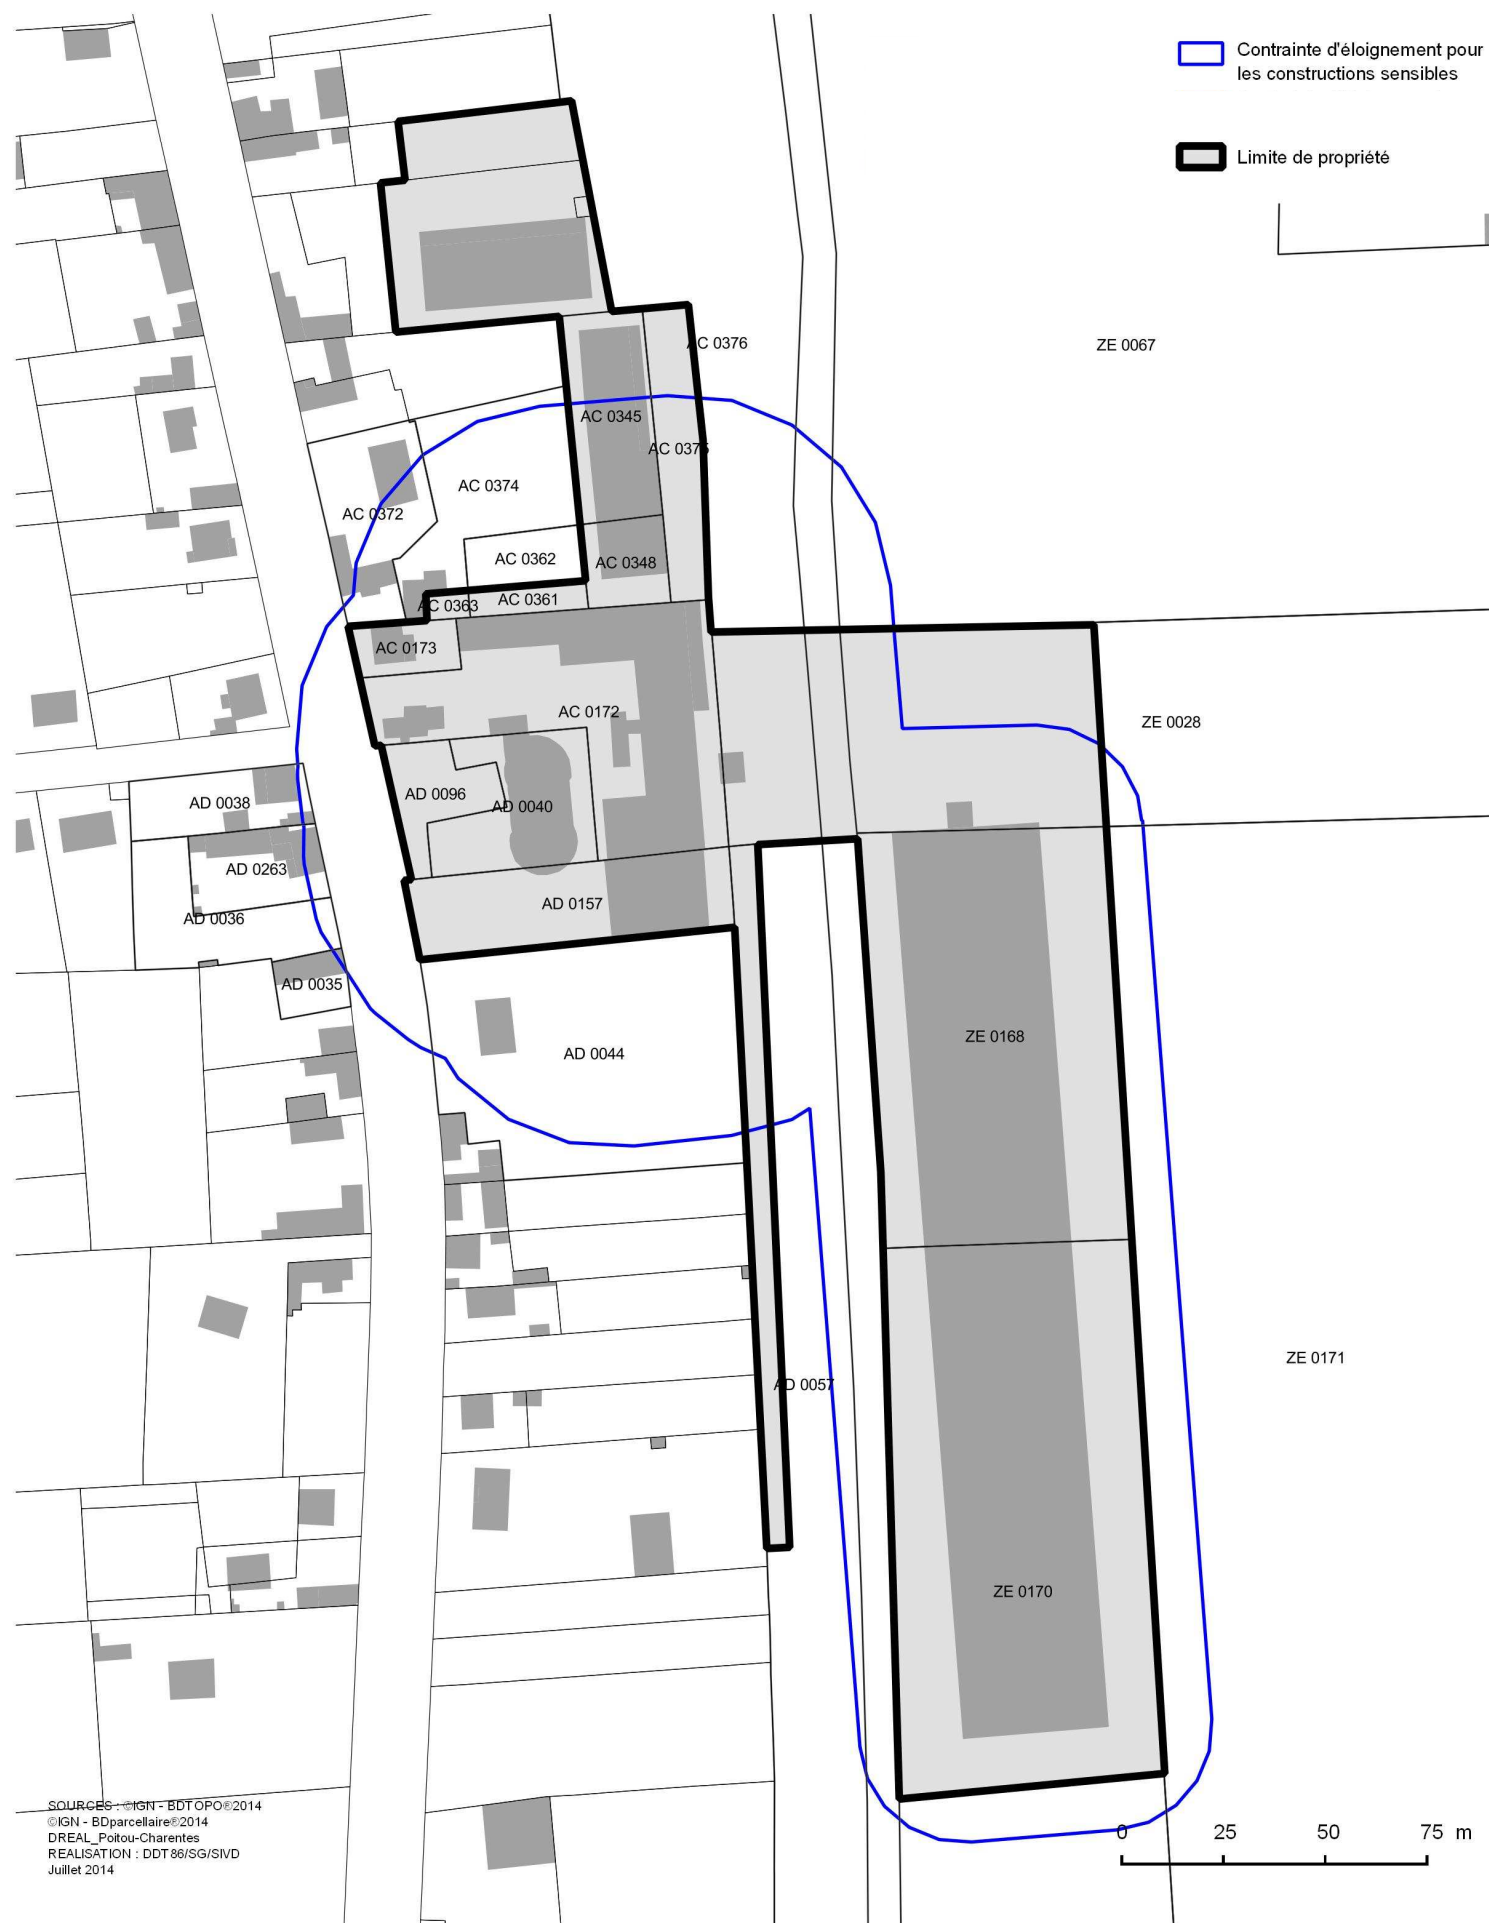 Contrainte d'éloignement pour
les constructions sensibles
Limite de propriété
AC 0376
ZE 0067
AC 0345
AC 0375
AC 0374
AC 0372
AC 0362
AC 0348
AC 0361
AC 0363
AC 0173
AC 0172
ZE 0028
AD 0096
AD 0038
AD 0040
AD 0263
AD 0157
AD 0036
AD 0035
ZE 0168
AD 0044
ZE 0171
AD 0057
ZE 0170
SOURCES : ©IGN - BDTOPO®2014
©IGN - BDparcellaire®2014
DREAL_Poitou-Charentes
REALISATION : DDT86/SG/SIVD
Juillet 2014
0 25 50 75 m